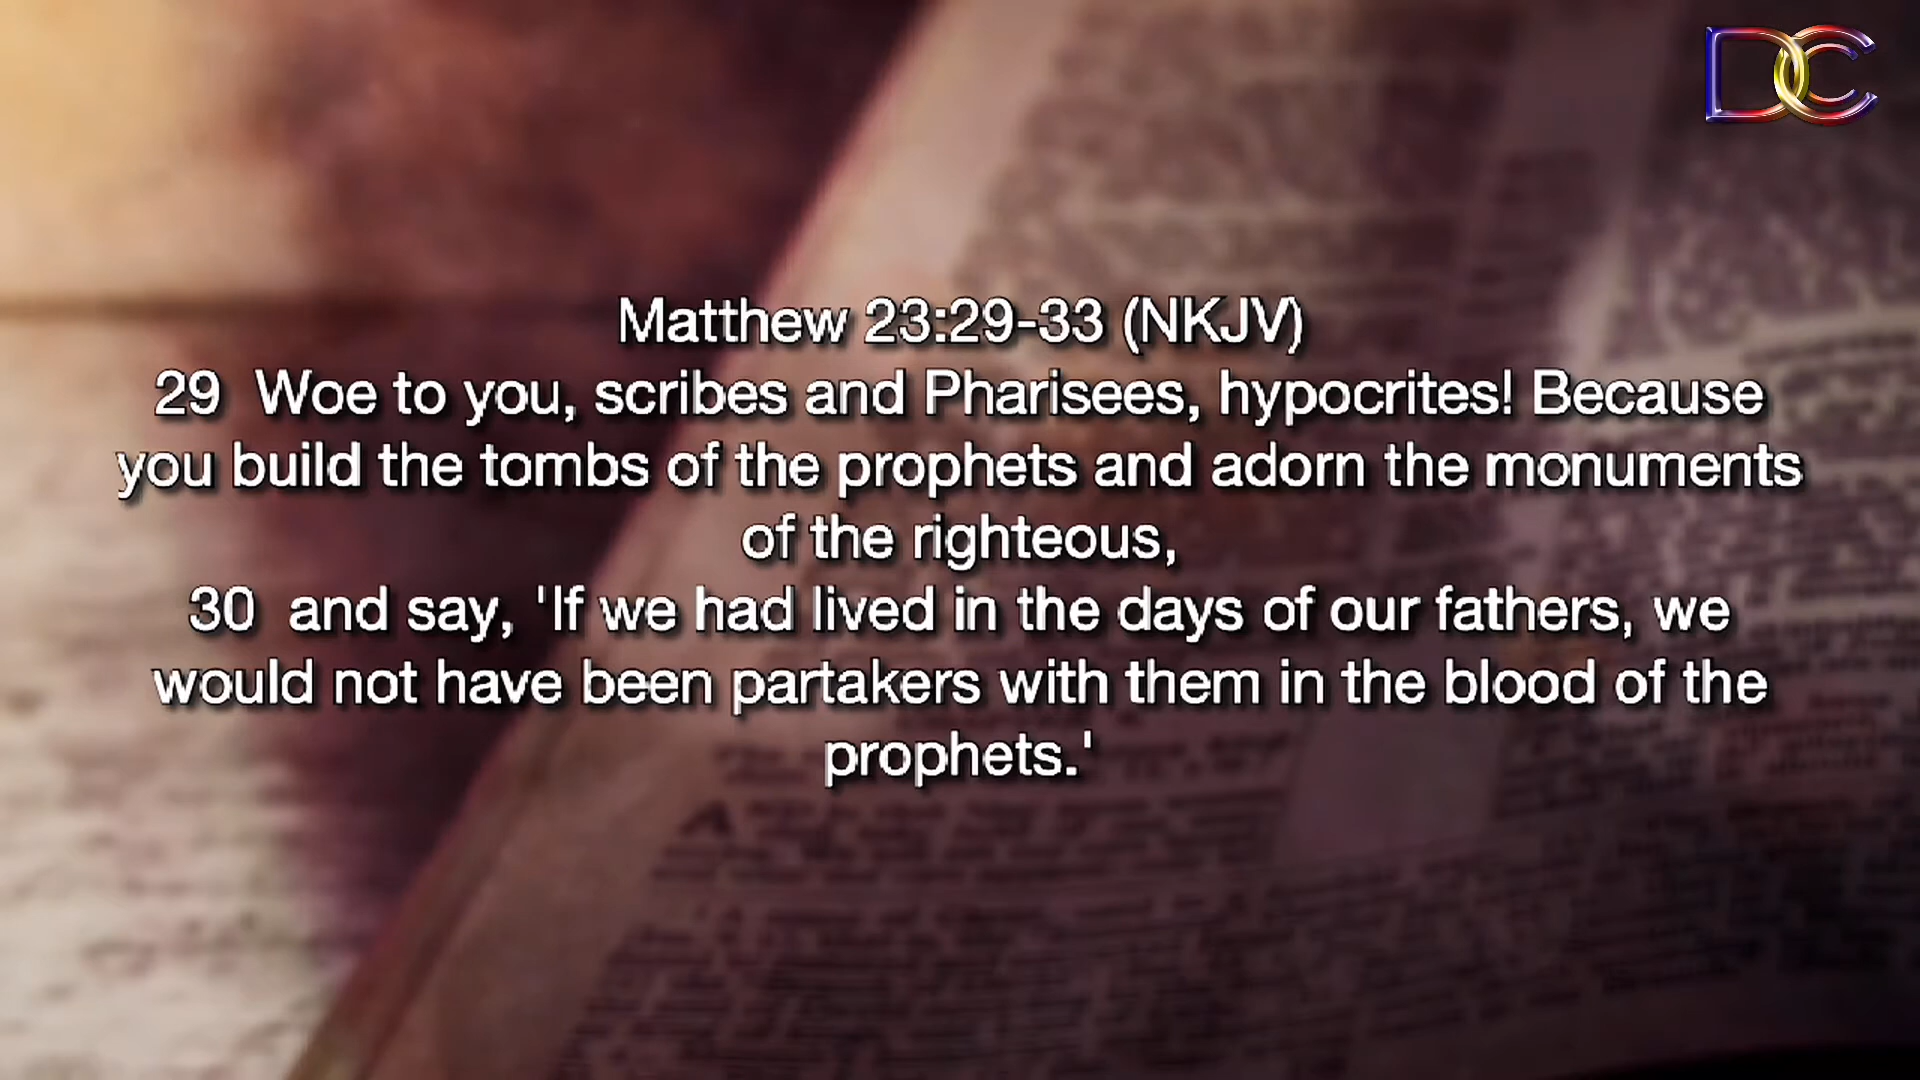 DC
Matthew 23:29-33 (NKJV)
29  Woe to you, scribes and Pharisees, hypocrites! Because
you build the tombs of the prophets and adorn the monuments
of the righteous,
30  and say, 'If we had lived in the days of our fathers, we
would not have been partakers with them in the blood of the
prophets.'